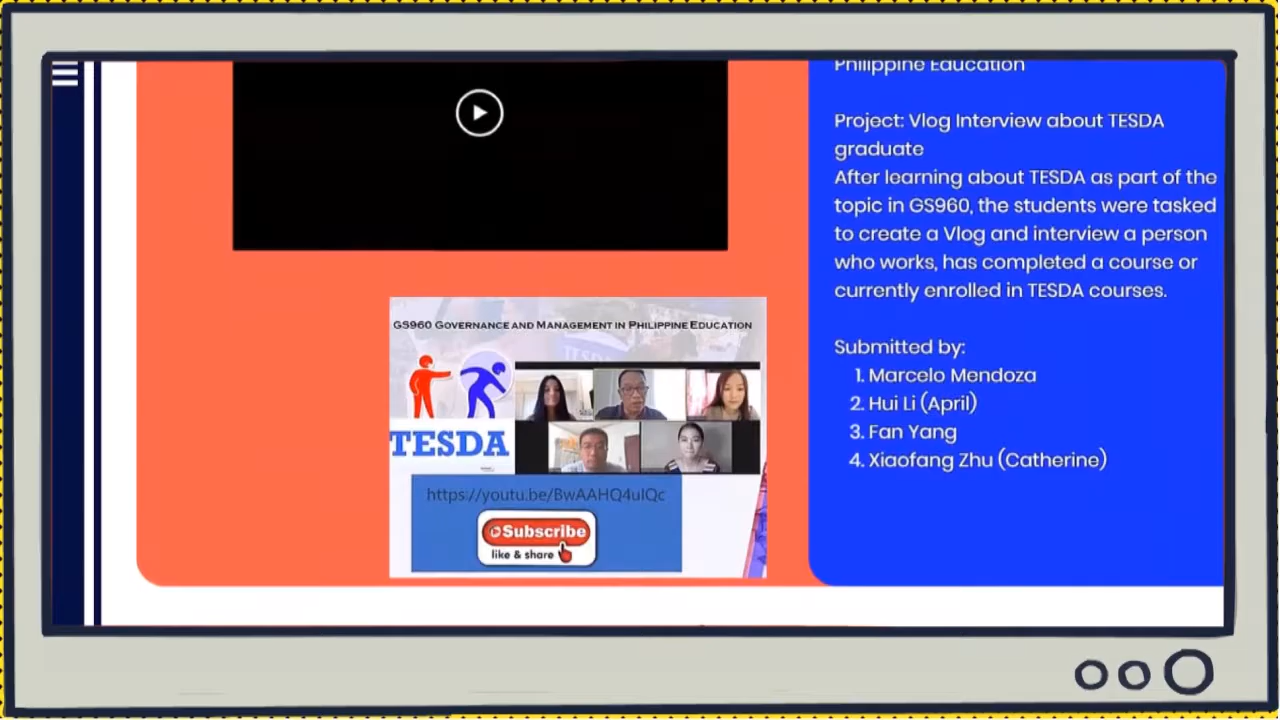 Philippine Education
Project: Vlog Interview about TESDA
graduate
After learning about TESDA as part of the
topic in GS960, the students were tasked
to create a Vlog and interview a person
who works, has completed a course or
currently enrolled in TESDA courses.
Submitted by:
1. Marcelo Mendoza
2. Hui Li (April)
3. Fan Yang
4. Xiaofang Zhu (Catherine)
GS960 Governance and Management in Philippine Education
TESDA
https://youtu.be/BwAAHQ4uIQc
Subscribe
like & share